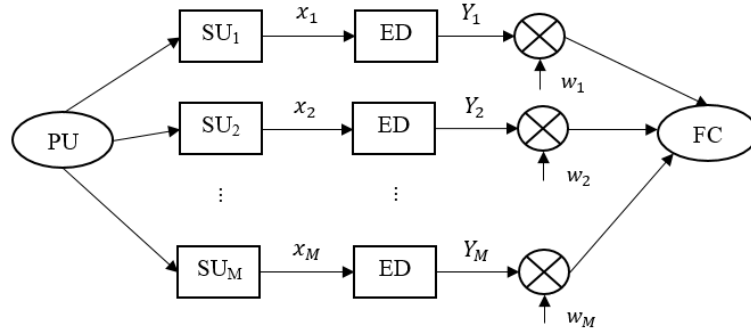 SU₁ x₁ ED Y₁
w₁
PU SU₂ x₂ ED Y₂ FC
w₂
⋮ ⋮
SU_M x_M ED Y_M
w_M